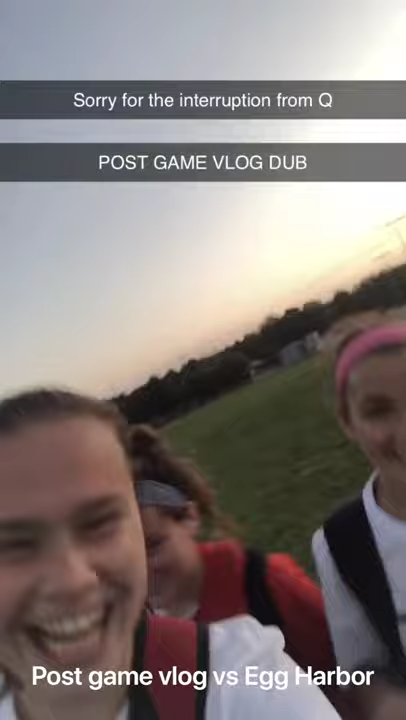 Sorry for the interruption from Q
POST GAME VLOG DUB
Post game vlog vs Egg Harbor